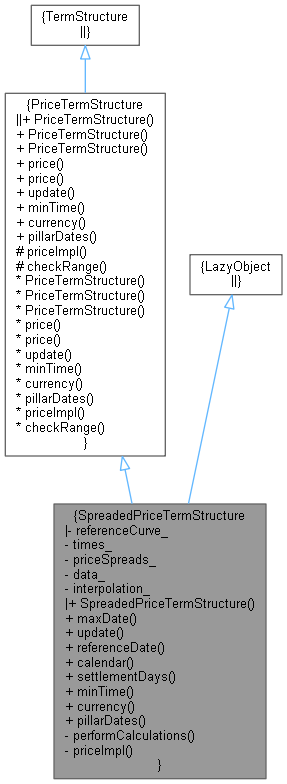 {TermStructure
||}
{PriceTermStructure
||+ PriceTermStructure()
+ PriceTermStructure()
+ PriceTermStructure()
+ price()
+ price()
+ update()
+ minTime()
+ currency()
+ pillarDates()
# priceImpl()
# checkRange()
* PriceTermStructure()
* PriceTermStructure()
* PriceTermStructure()
* price()
* price()
* update()
* minTime()
* currency()
* pillarDates()
* priceImpl()
* checkRange()
}
{LazyObject
||}
{SpreadedPriceTermStructure
|- referenceCurve_
- times_
- priceSpreads_
- data_
- interpolation_
|+ SpreadedPriceTermStructure()
+ maxDate()
+ update()
+ referenceDate()
+ calendar()
+ settlementDays()
+ minTime()
+ currency()
+ pillarDates()
- performCalculations()
- priceImpl()
}